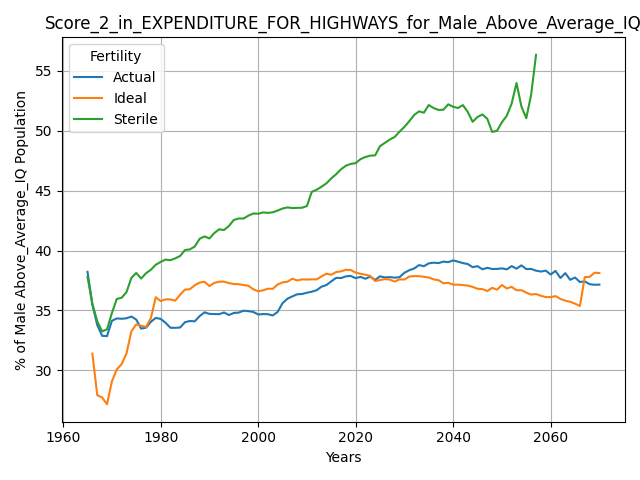 Score_2_in_EXPENDITURE_FOR_HIGHWAYS_for_Male_Above_Average_IQ
Fertility
Actual
Ideal
Sterile
% of Male Above_Average_IQ Population
55
50
45
40
35
30
1960 1980 2000 2020 2040 2060
Years